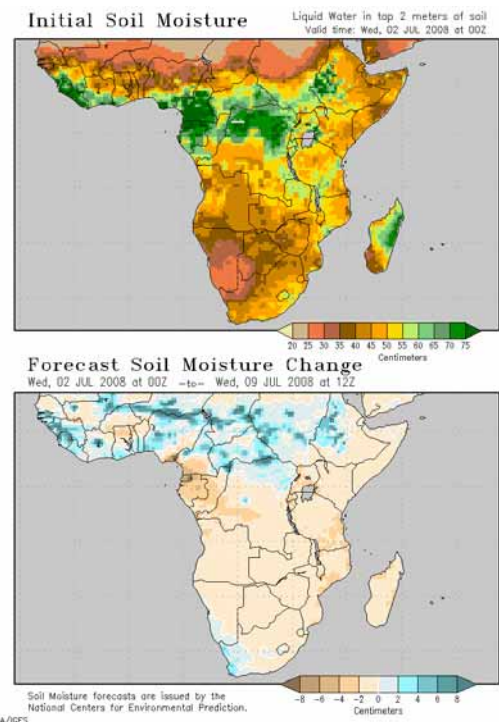 Initial Soil Moisture
Liquid Water in top 2 meters of soil
Valid time: Wed, 02 JUL 2008 at 00Z
20 25 30 35 40 45 50 55 60 65 70 75
Centimeters
Forecast Soil Moisture Change
Wed, 02 JUL 2008 at 00Z -to- Wed, 09 JUL 2008 at 12Z
Soil Moisture forecasts are issued by the
National Centers for Environmental Prediction.
-8 -6 -4 -2 0 2 4 6 8
Centimeters
A/IGES